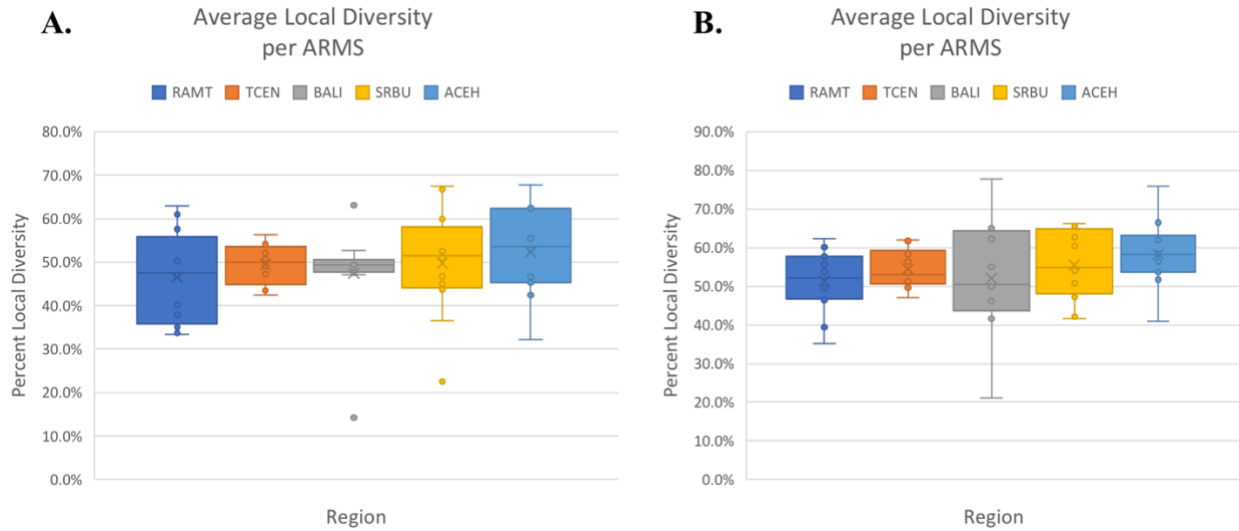 A.
Average Local Diversity
per ARMS
RAMT TCEN BALI SRBU ACEH
80.0%
70.0%
60.0%
50.0%
40.0%
30.0%
20.0%
10.0%
0.0%
Percent Local Diversity
Region
B.
Average Local Diversity
per ARMS
RAMT TCEN BALI SRBU ACEH
90.0%
80.0%
70.0%
60.0%
50.0%
40.0%
30.0%
20.0%
10.0%
0.0%
Percent Local Diversity
Region